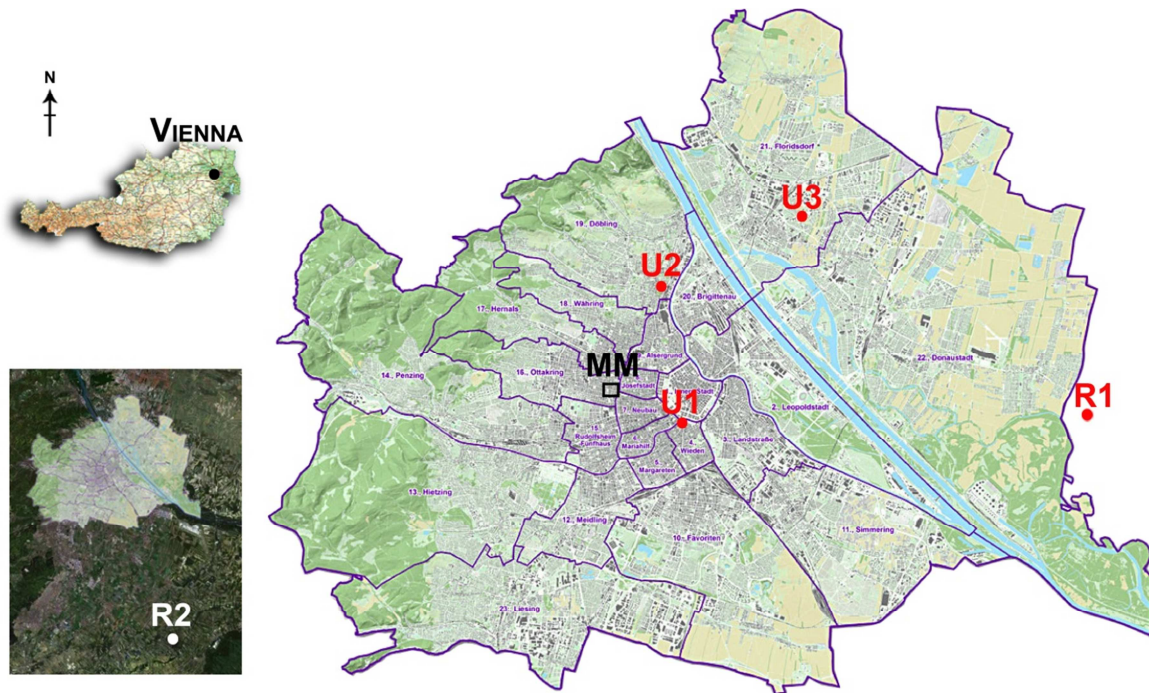 N
VIENNA
R2
21., Floridsdorf
U3
19., Döbling
U2
20., Brigittenau
18., Währing
17., Hernals
22., Donaustadt
MM
Alsergrund
16., Ottakring
14., Penzing
Josefstadt
R1
U1
2., Leopoldstadt
7., Neubau
15.,
Rudolfsheim
Fünfhaus
6.,
Mariahilf
3., Landstraße
4.,
Wieden
5.,
Margareten
13., Hietzing
12., Meidling
11., Simmering
10., Favoriten
23., Liesing